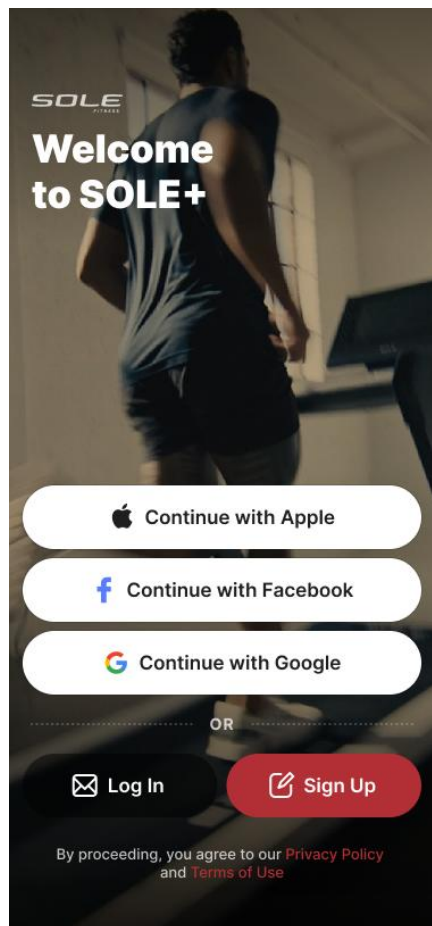 SOLE
FITNESS
Welcome
to SOLE+
Continue with Apple
Continue with Facebook
Continue with Google
OR
Log In
Sign Up
By proceeding, you agree to our Privacy Policy
and Terms of Use